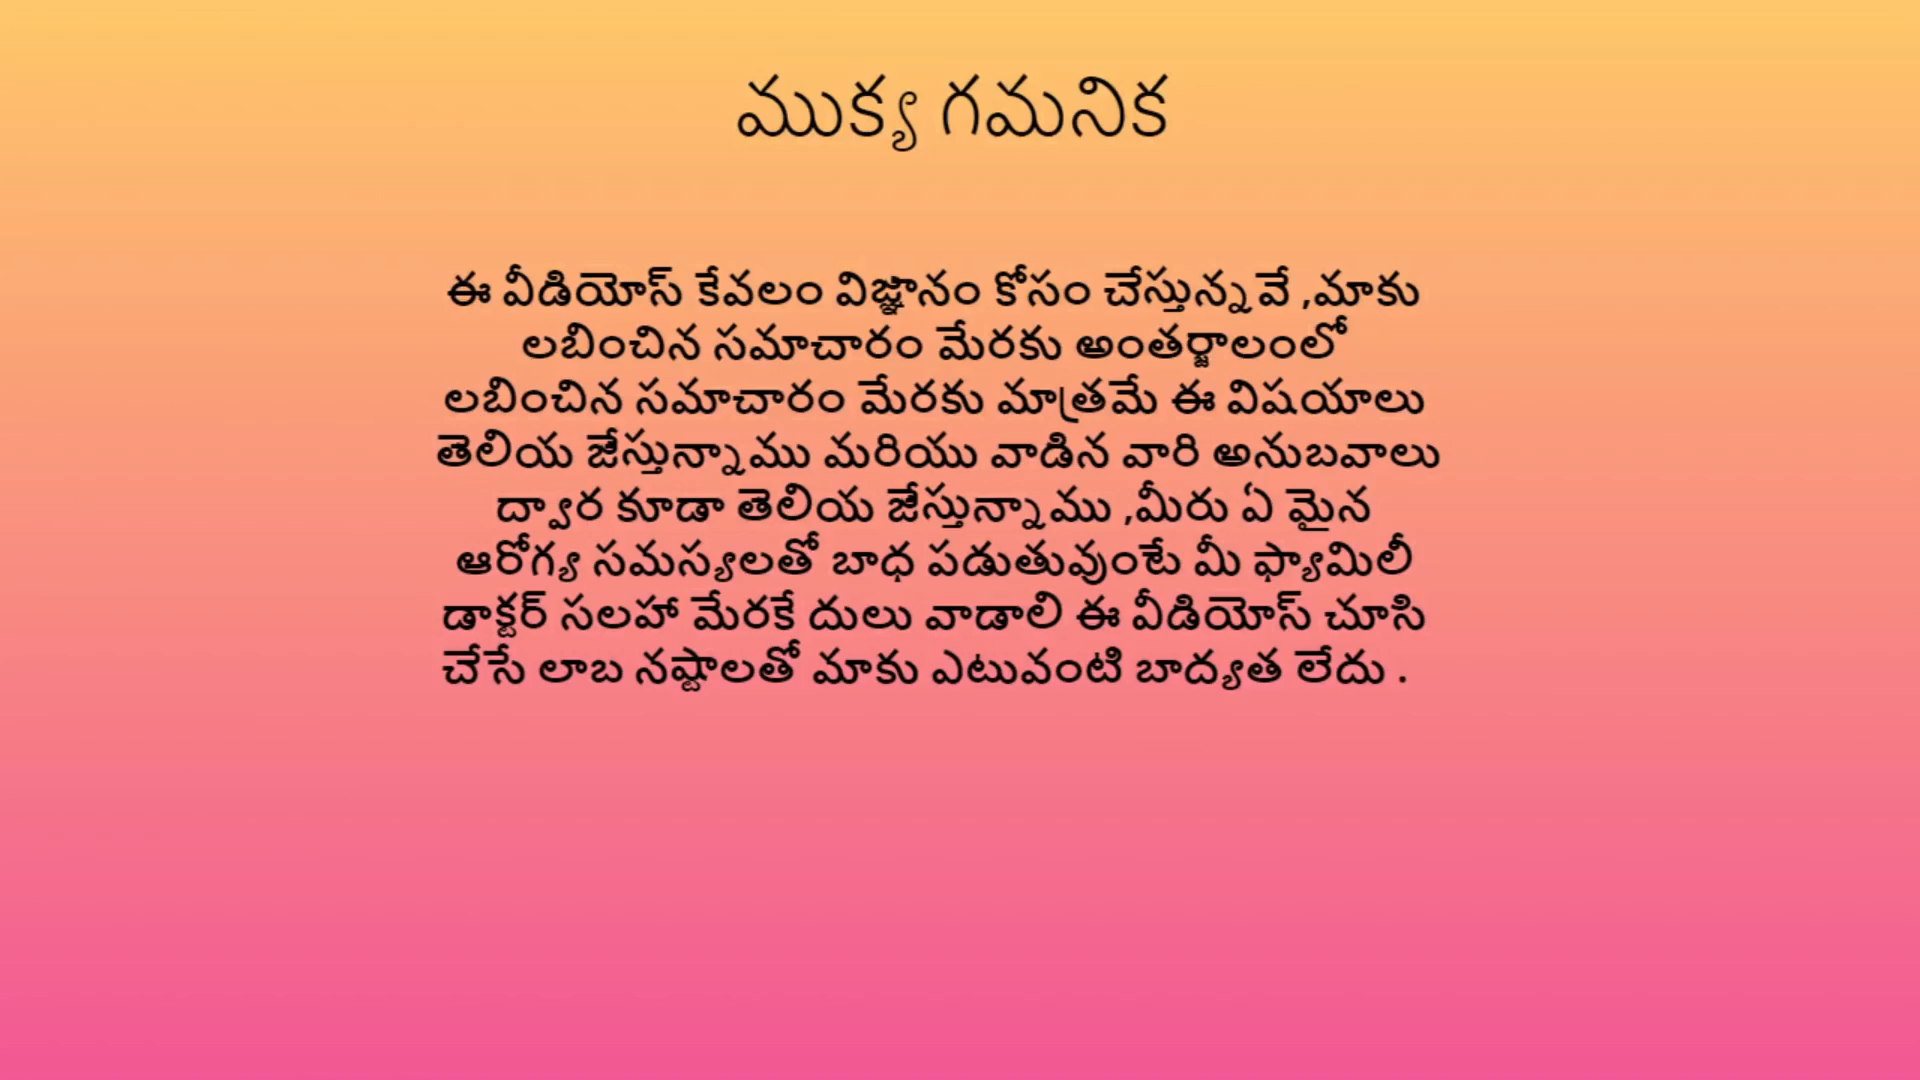 ముక్య గమనిక
ఈ వీడియోస్ కేవలం విజ్ఞానం కోసం చేస్తున్నవే ,మాకు
లబించిన సమాచారం మేరకు అంతర్జాలంలో
లబించిన సమాచారం మేరకు మాత్రమే ఈ విషయాలు
తెలియ జేస్తున్నాము మరియు వాడిన వారి అనుబవాలు
ద్వార కూడా తెలియ జేస్తున్నాము ,మీరు ఏ మైన
ఆరోగ్య సమస్యలతో బాధ పడుతువుంటే మీ ఫ్యామిలీ
డాక్టర్ సలహా మేరకే దులు వాడాలి ఈ వీడియోస్ చూసి
చేసే లాబ నష్టాలతో మాకు ఎటువంటి బాద్యత లేదు .